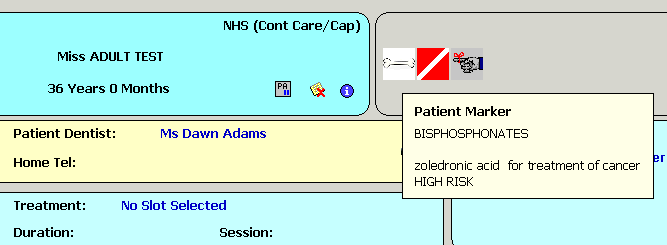 NHS (Cont Care/Cap)
Miss ADULT TEST
36 Years 0 Months
PA
Patient Marker
BISPHOSPHONATES
zoledronic acid for treatment of cancer
HIGH RISK
Patient Dentist: Ms Dawn Adams
Home Tel:
er
Treatment: No Slot Selected
Duration: Session: